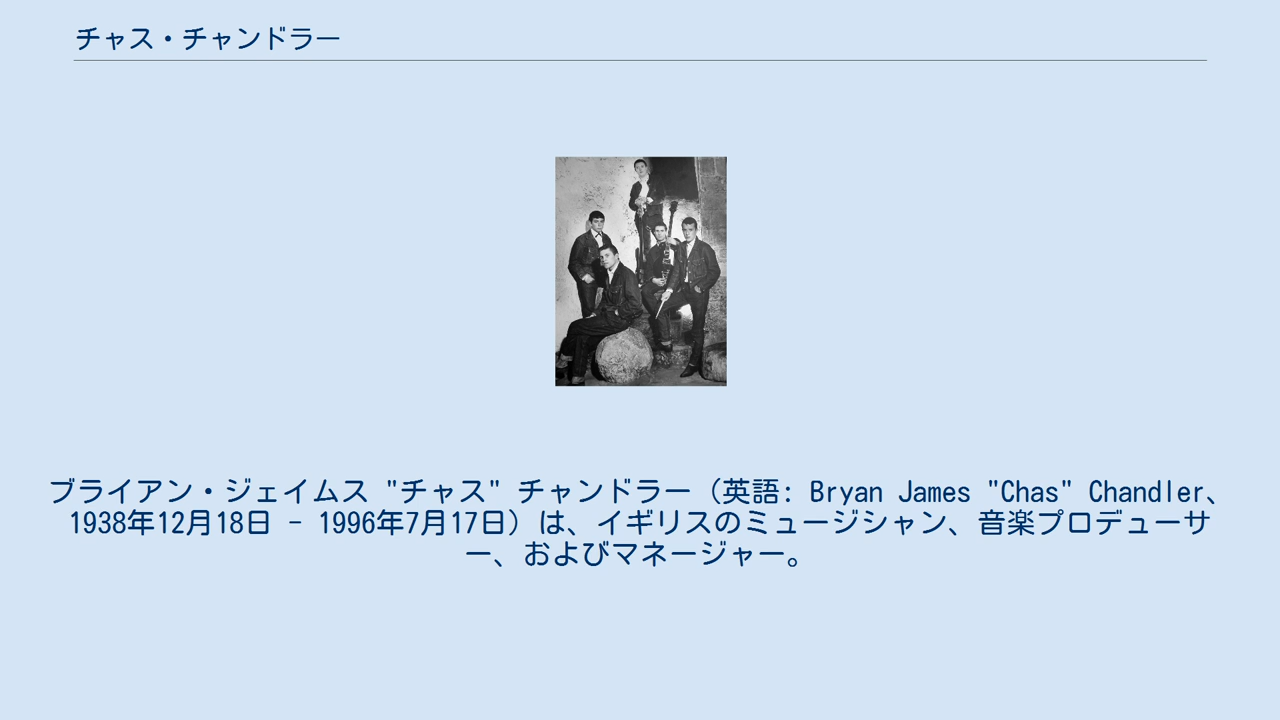 チャス・チャンドラー
ブライアン・ジェイムス "チャス" チャンドラー（英語: Bryan James "Chas" Chandler、
1938年12月18日 - 1996年7月17日）は、イギリスのミュージシャン、音楽プロデューサ
ー、およびマネージャー。